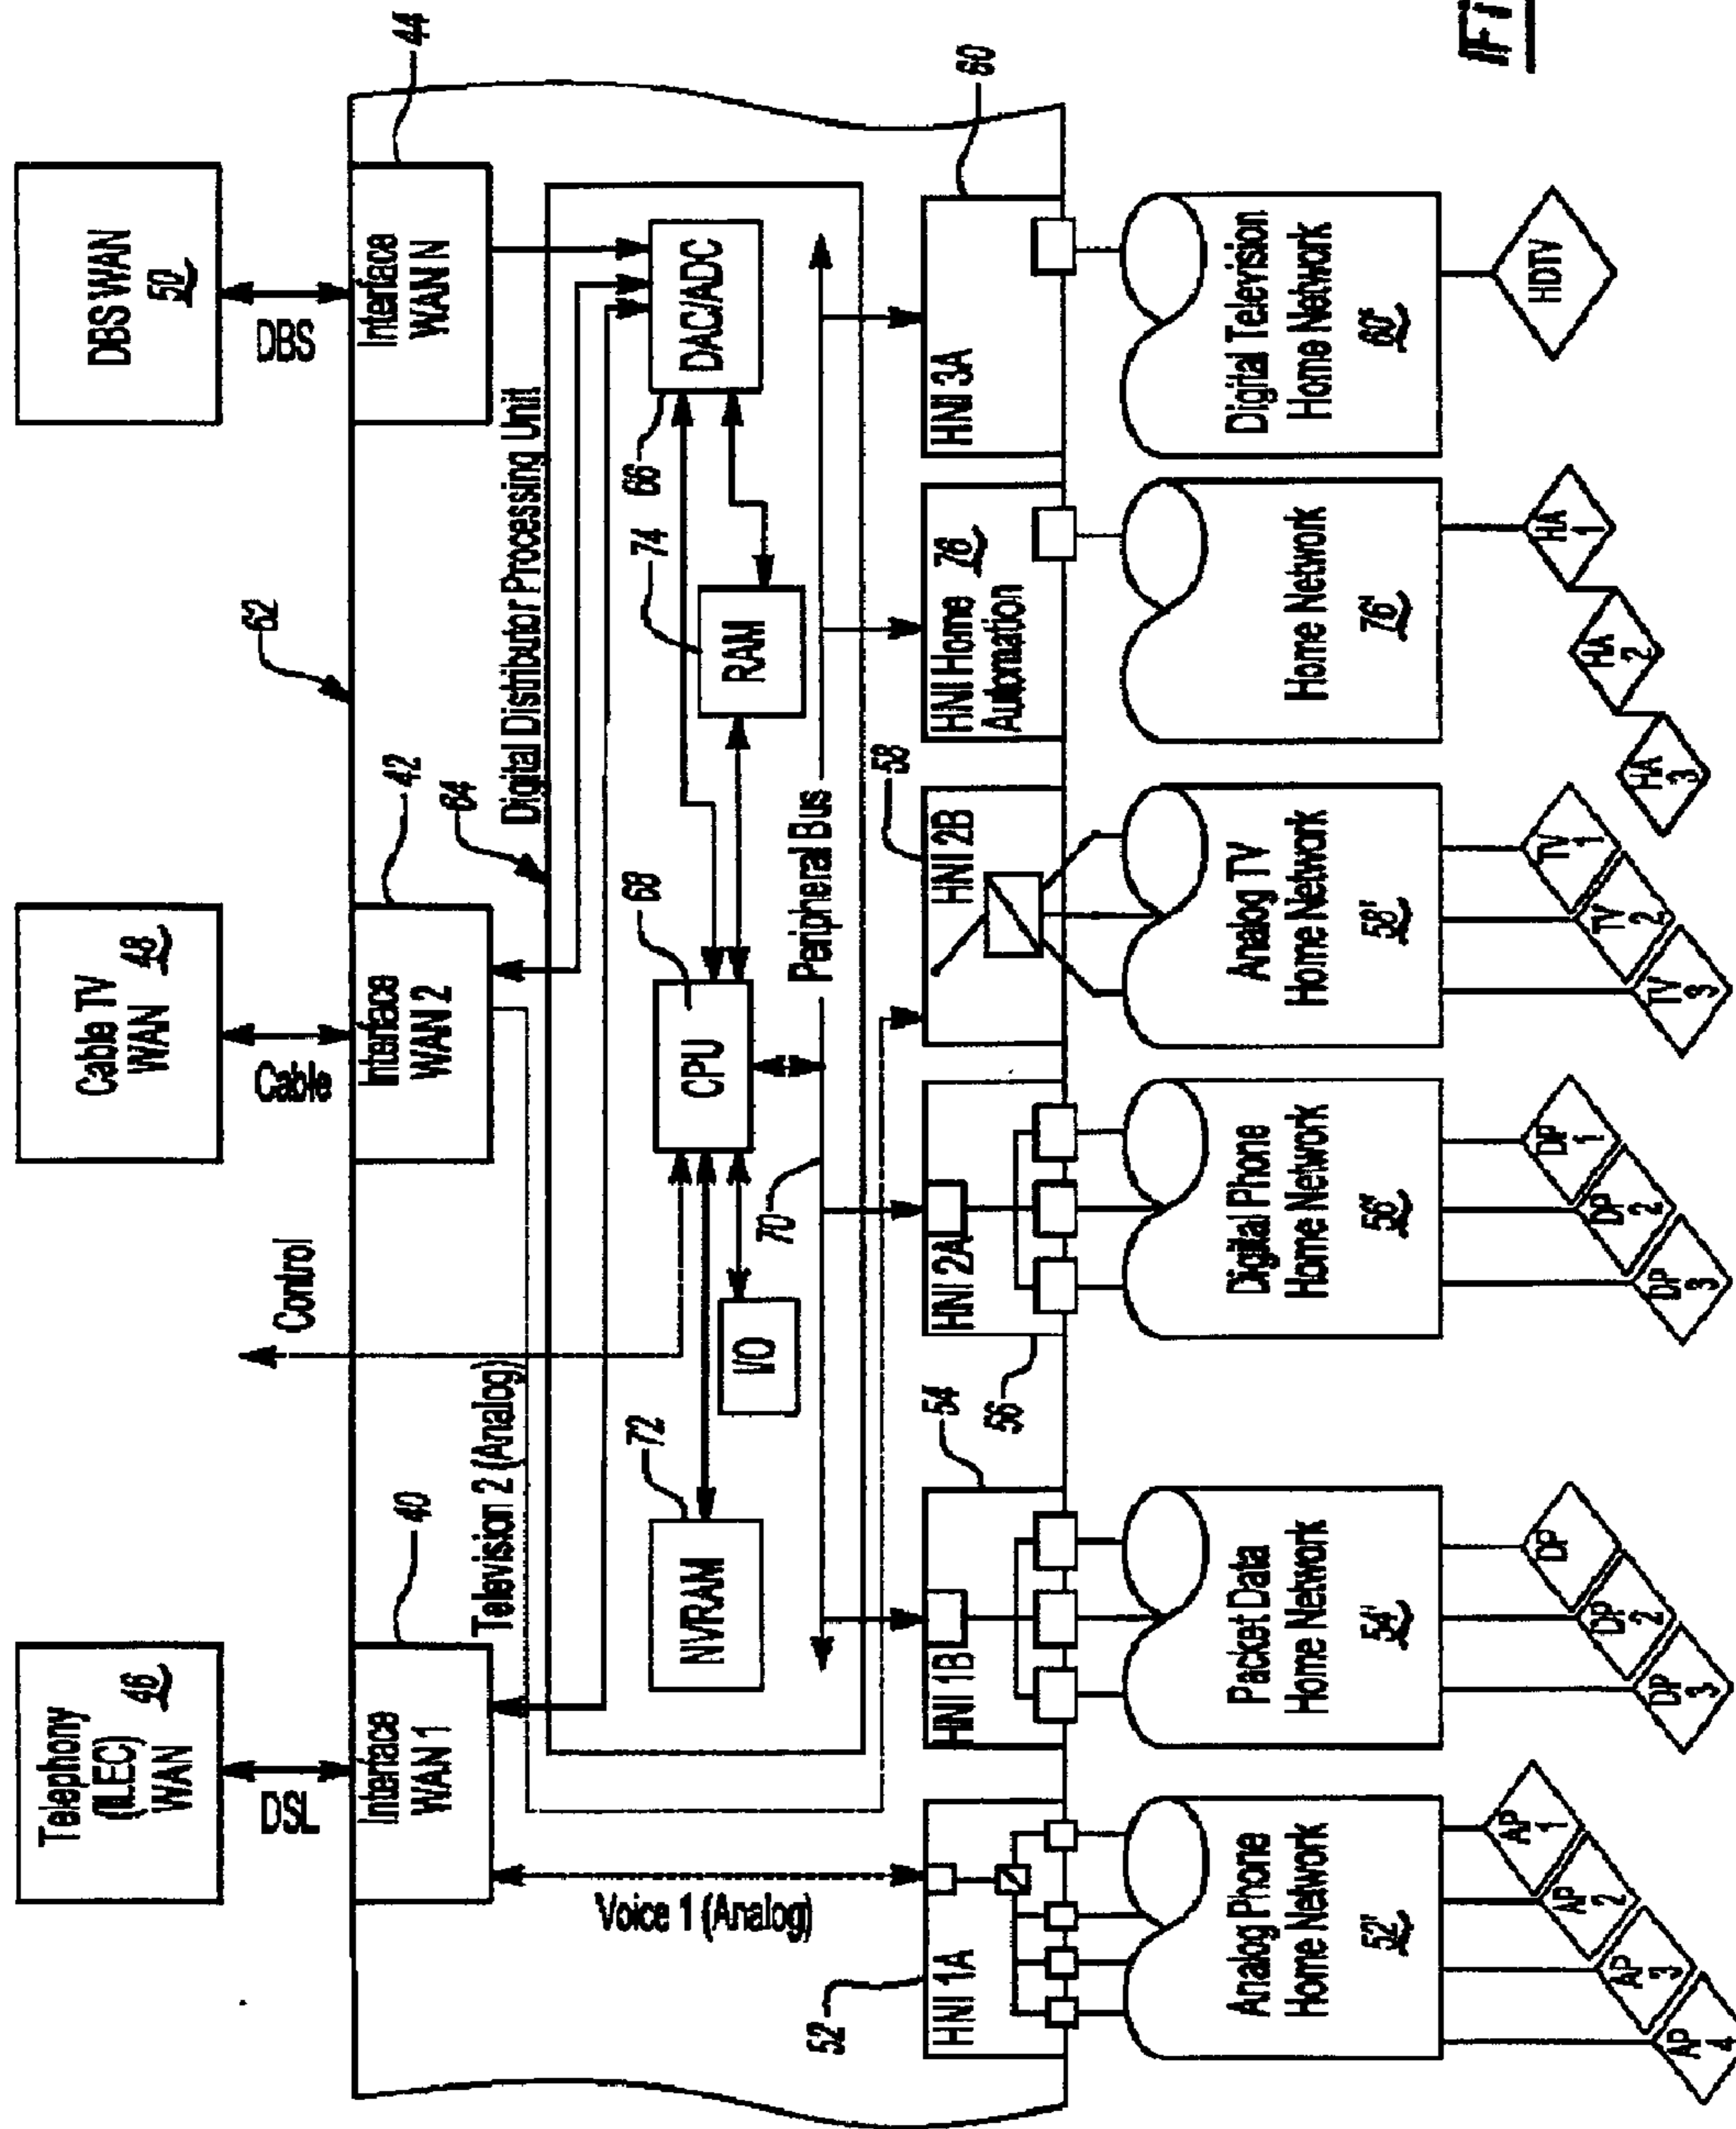 Telephony
(ILEC)
WAN
46
Cable TV
WAN 48
DBS WAN
50
DSL
Cable
DBS
Control
62
Interface
WAN 1
40
Interface
WAN 2
42
Interface
WAN N
44
Television 2 (Analog)
64
Digital Distributor Processing Unit
Voice 1 (Analog)
NVRAM
72
I/O
CPU
68
RAM
74
DAC/ADC
66
70
Peripheral Bus
52
HNI 1A
HNI 1B
54
56
HNI 2A
HNI 2B
58
HNI Home 76
Automation
HNI 3A
60
Analog Phone
Home Network
52'
Packet Data
Home Network
54'
Digital Phone
Home Network
56'
Analog TV
Home Network
58'
Home Network
76'
Digital Television
Home Network
60'
AP
4
AP
3
AP
2
AP
1
DP
3
DP
2
DP
DP
3
DP
2
DP
1
TV
3
TV
2
TV
1
HA
3
HA
2
HA
1
HDTV